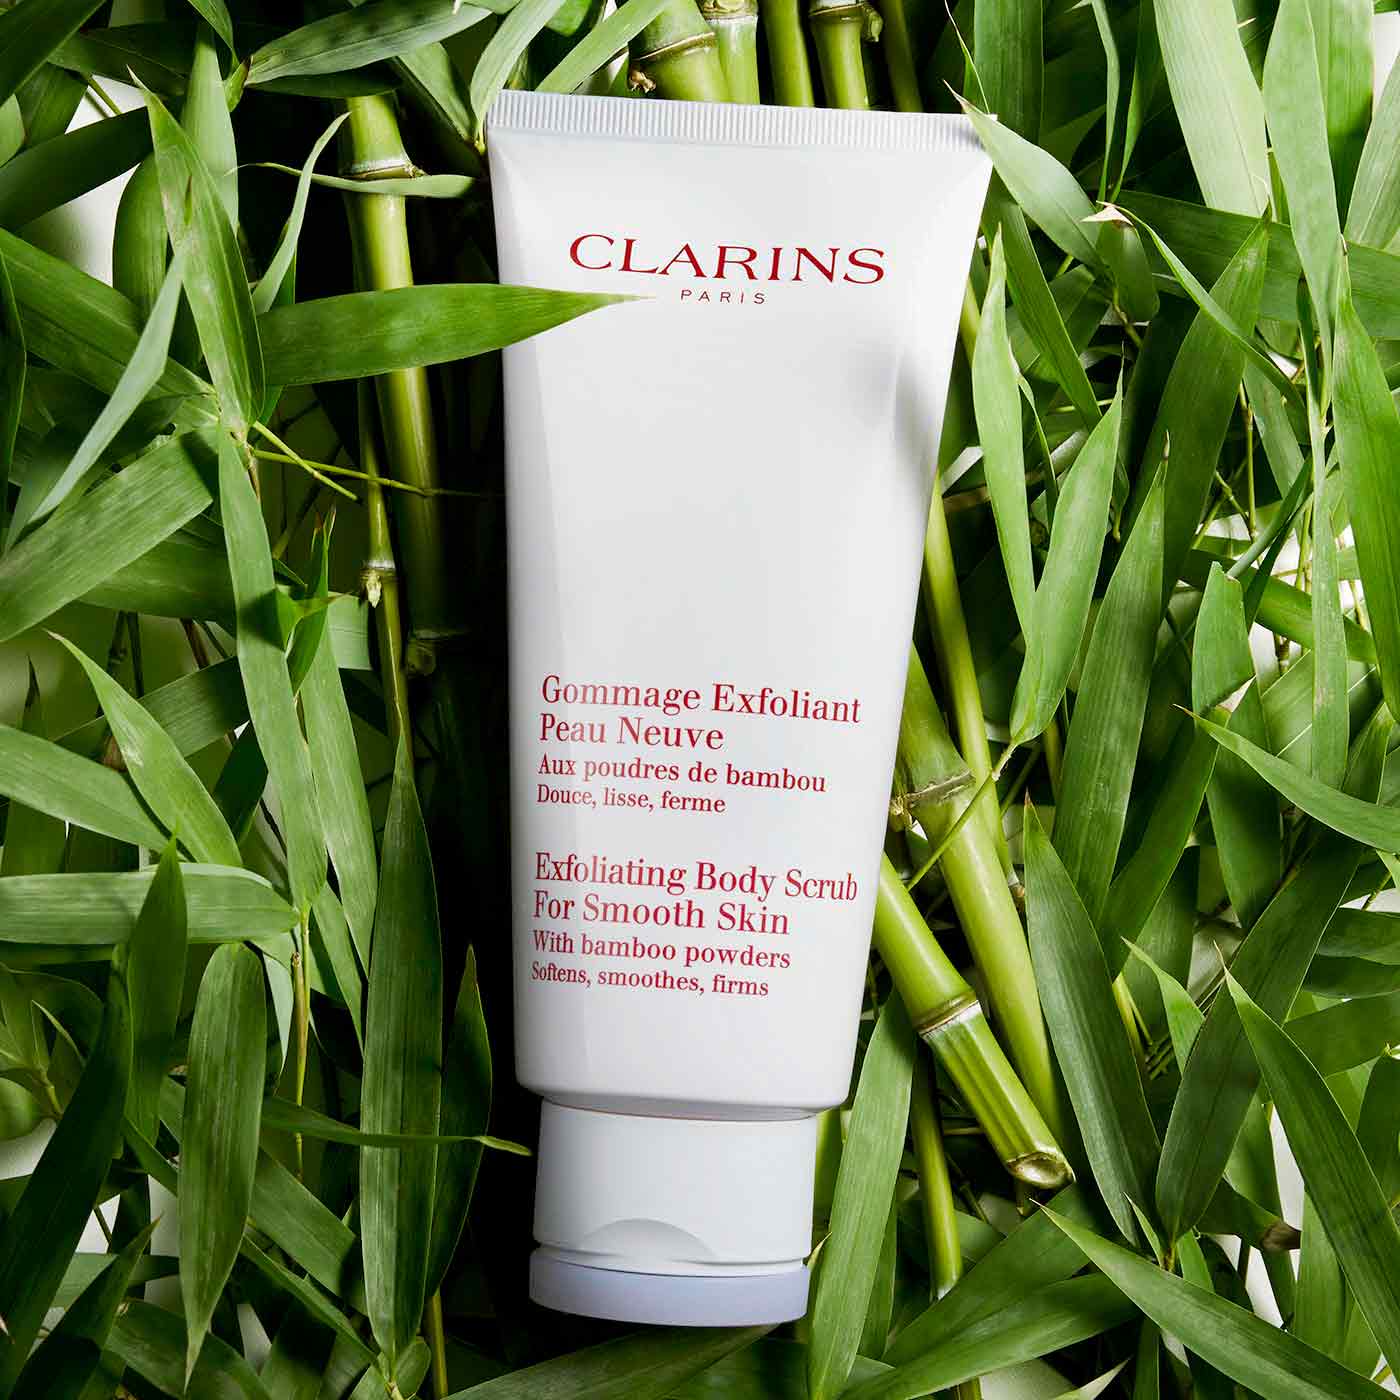 CLARINS
PARIS
Gommage Exfoliant
Peau Neuve
Aux poudres de bambou
Douce, lisse, ferme
Exfoliating Body Scrub
For Smooth Skin
With bamboo powders
Softens, smoothes, firms